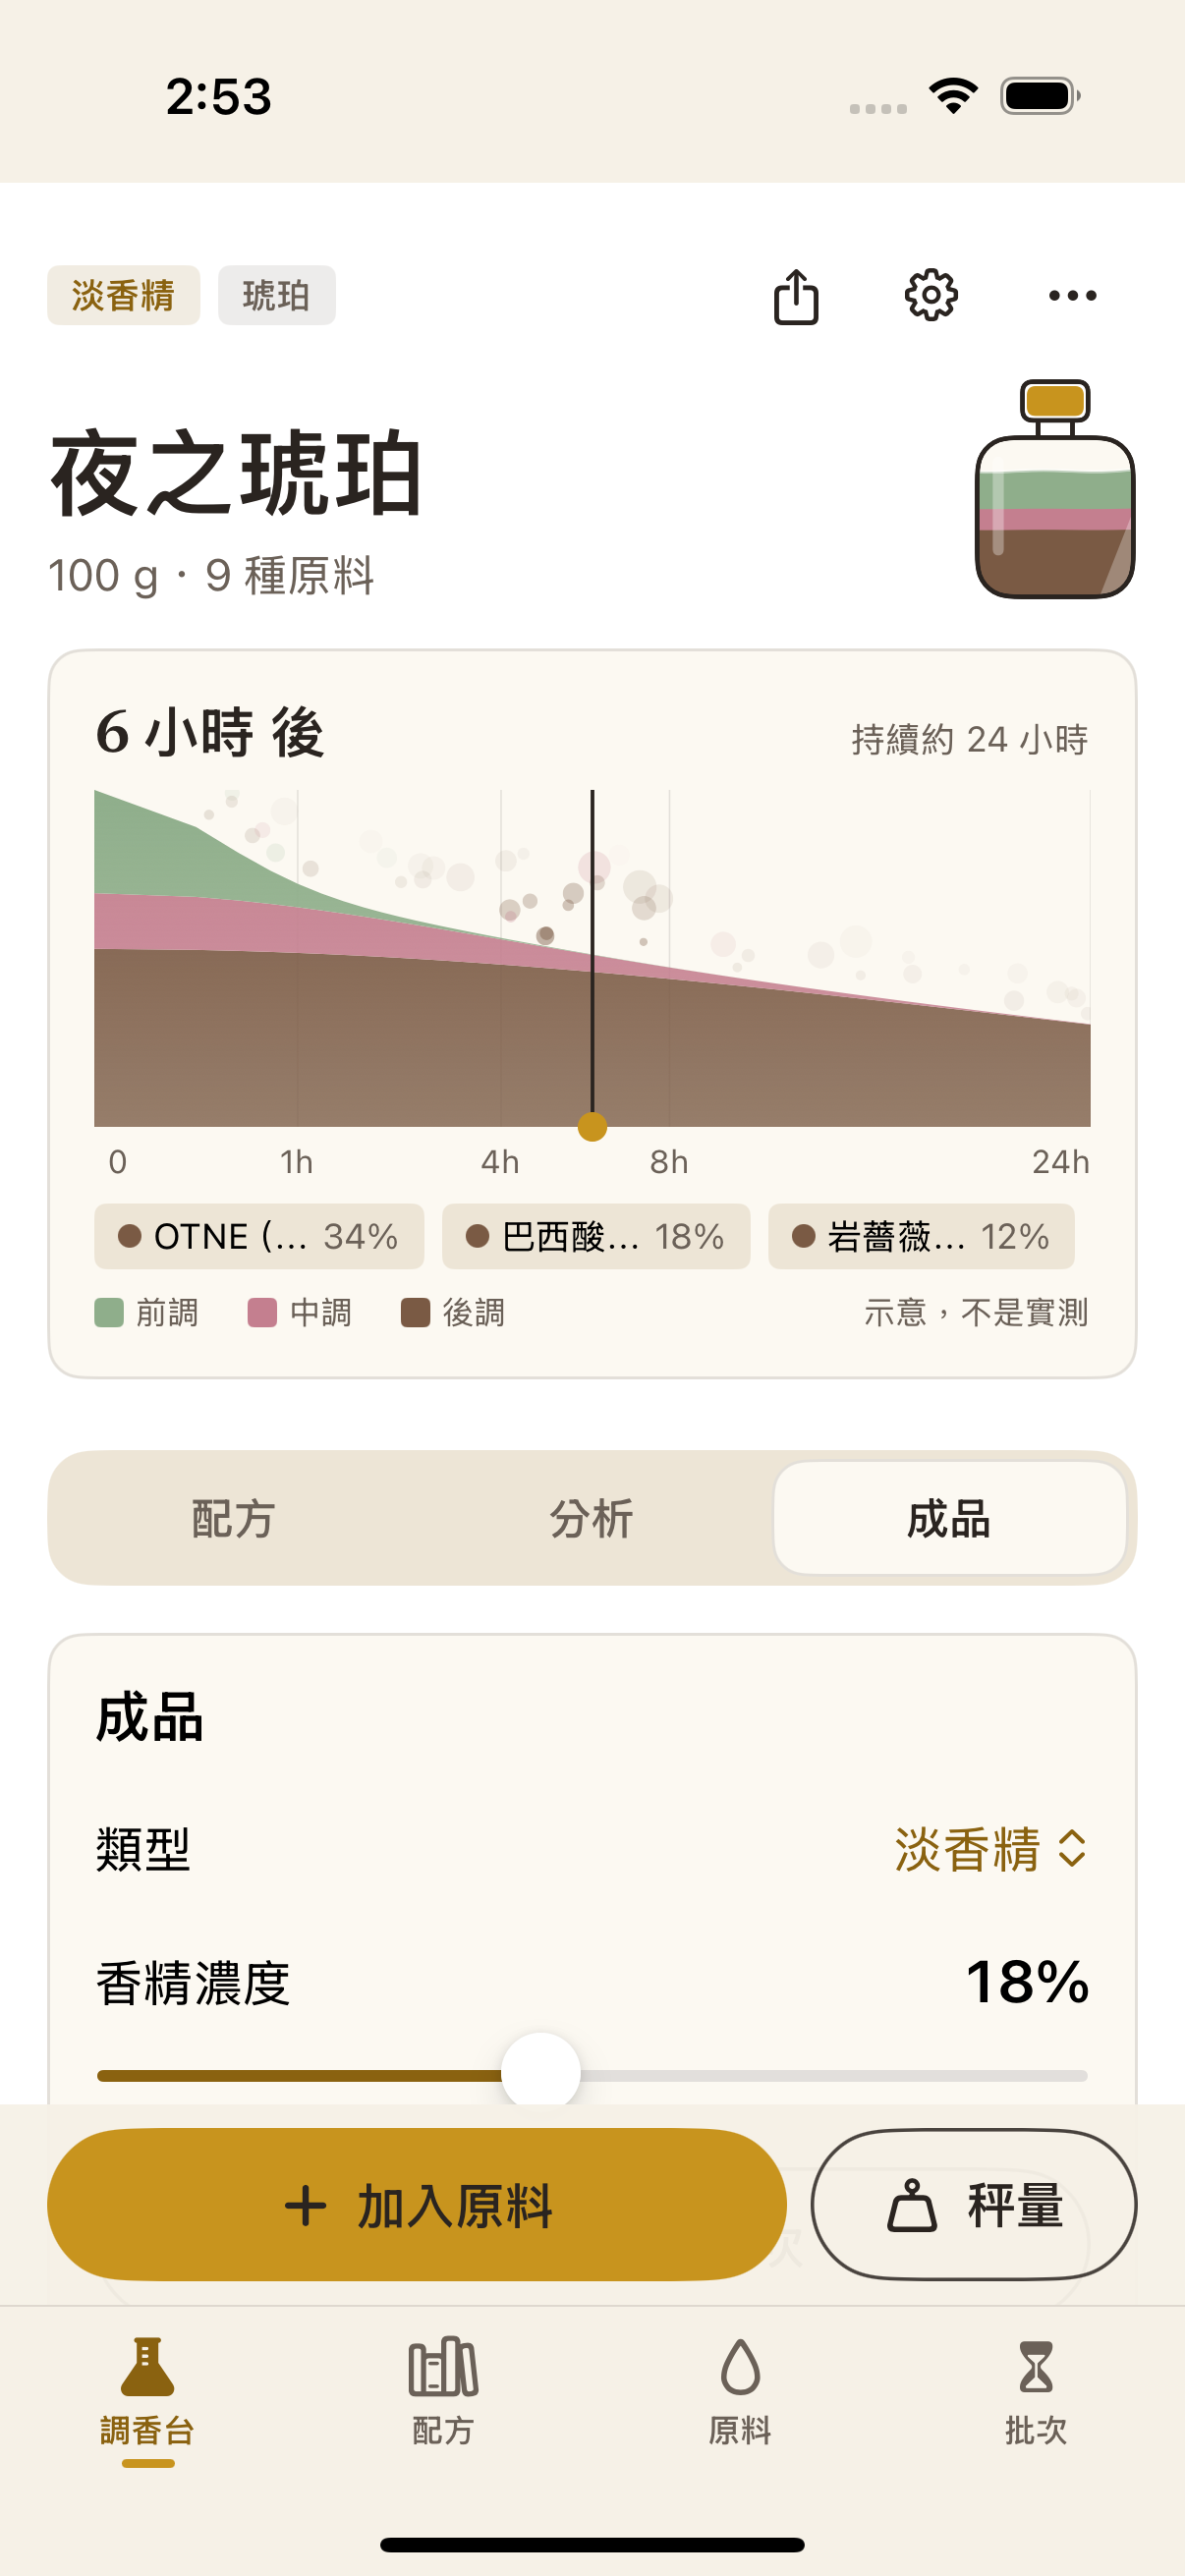 2:53
淡香精 琥珀
夜之琥珀
100 g · 9 種原料
6 小時 後
持續約 24 小時
0 1h 4h 8h 24h
OTNE (… 34% 巴西酸… 18% 岩薔薇… 12%
前調 中調 後調 示意，不是實測
配方 分析 成品
成品
類型 淡香精
香精濃度 18%
加入原料 秤量
次
調香台 配方 原料 批次